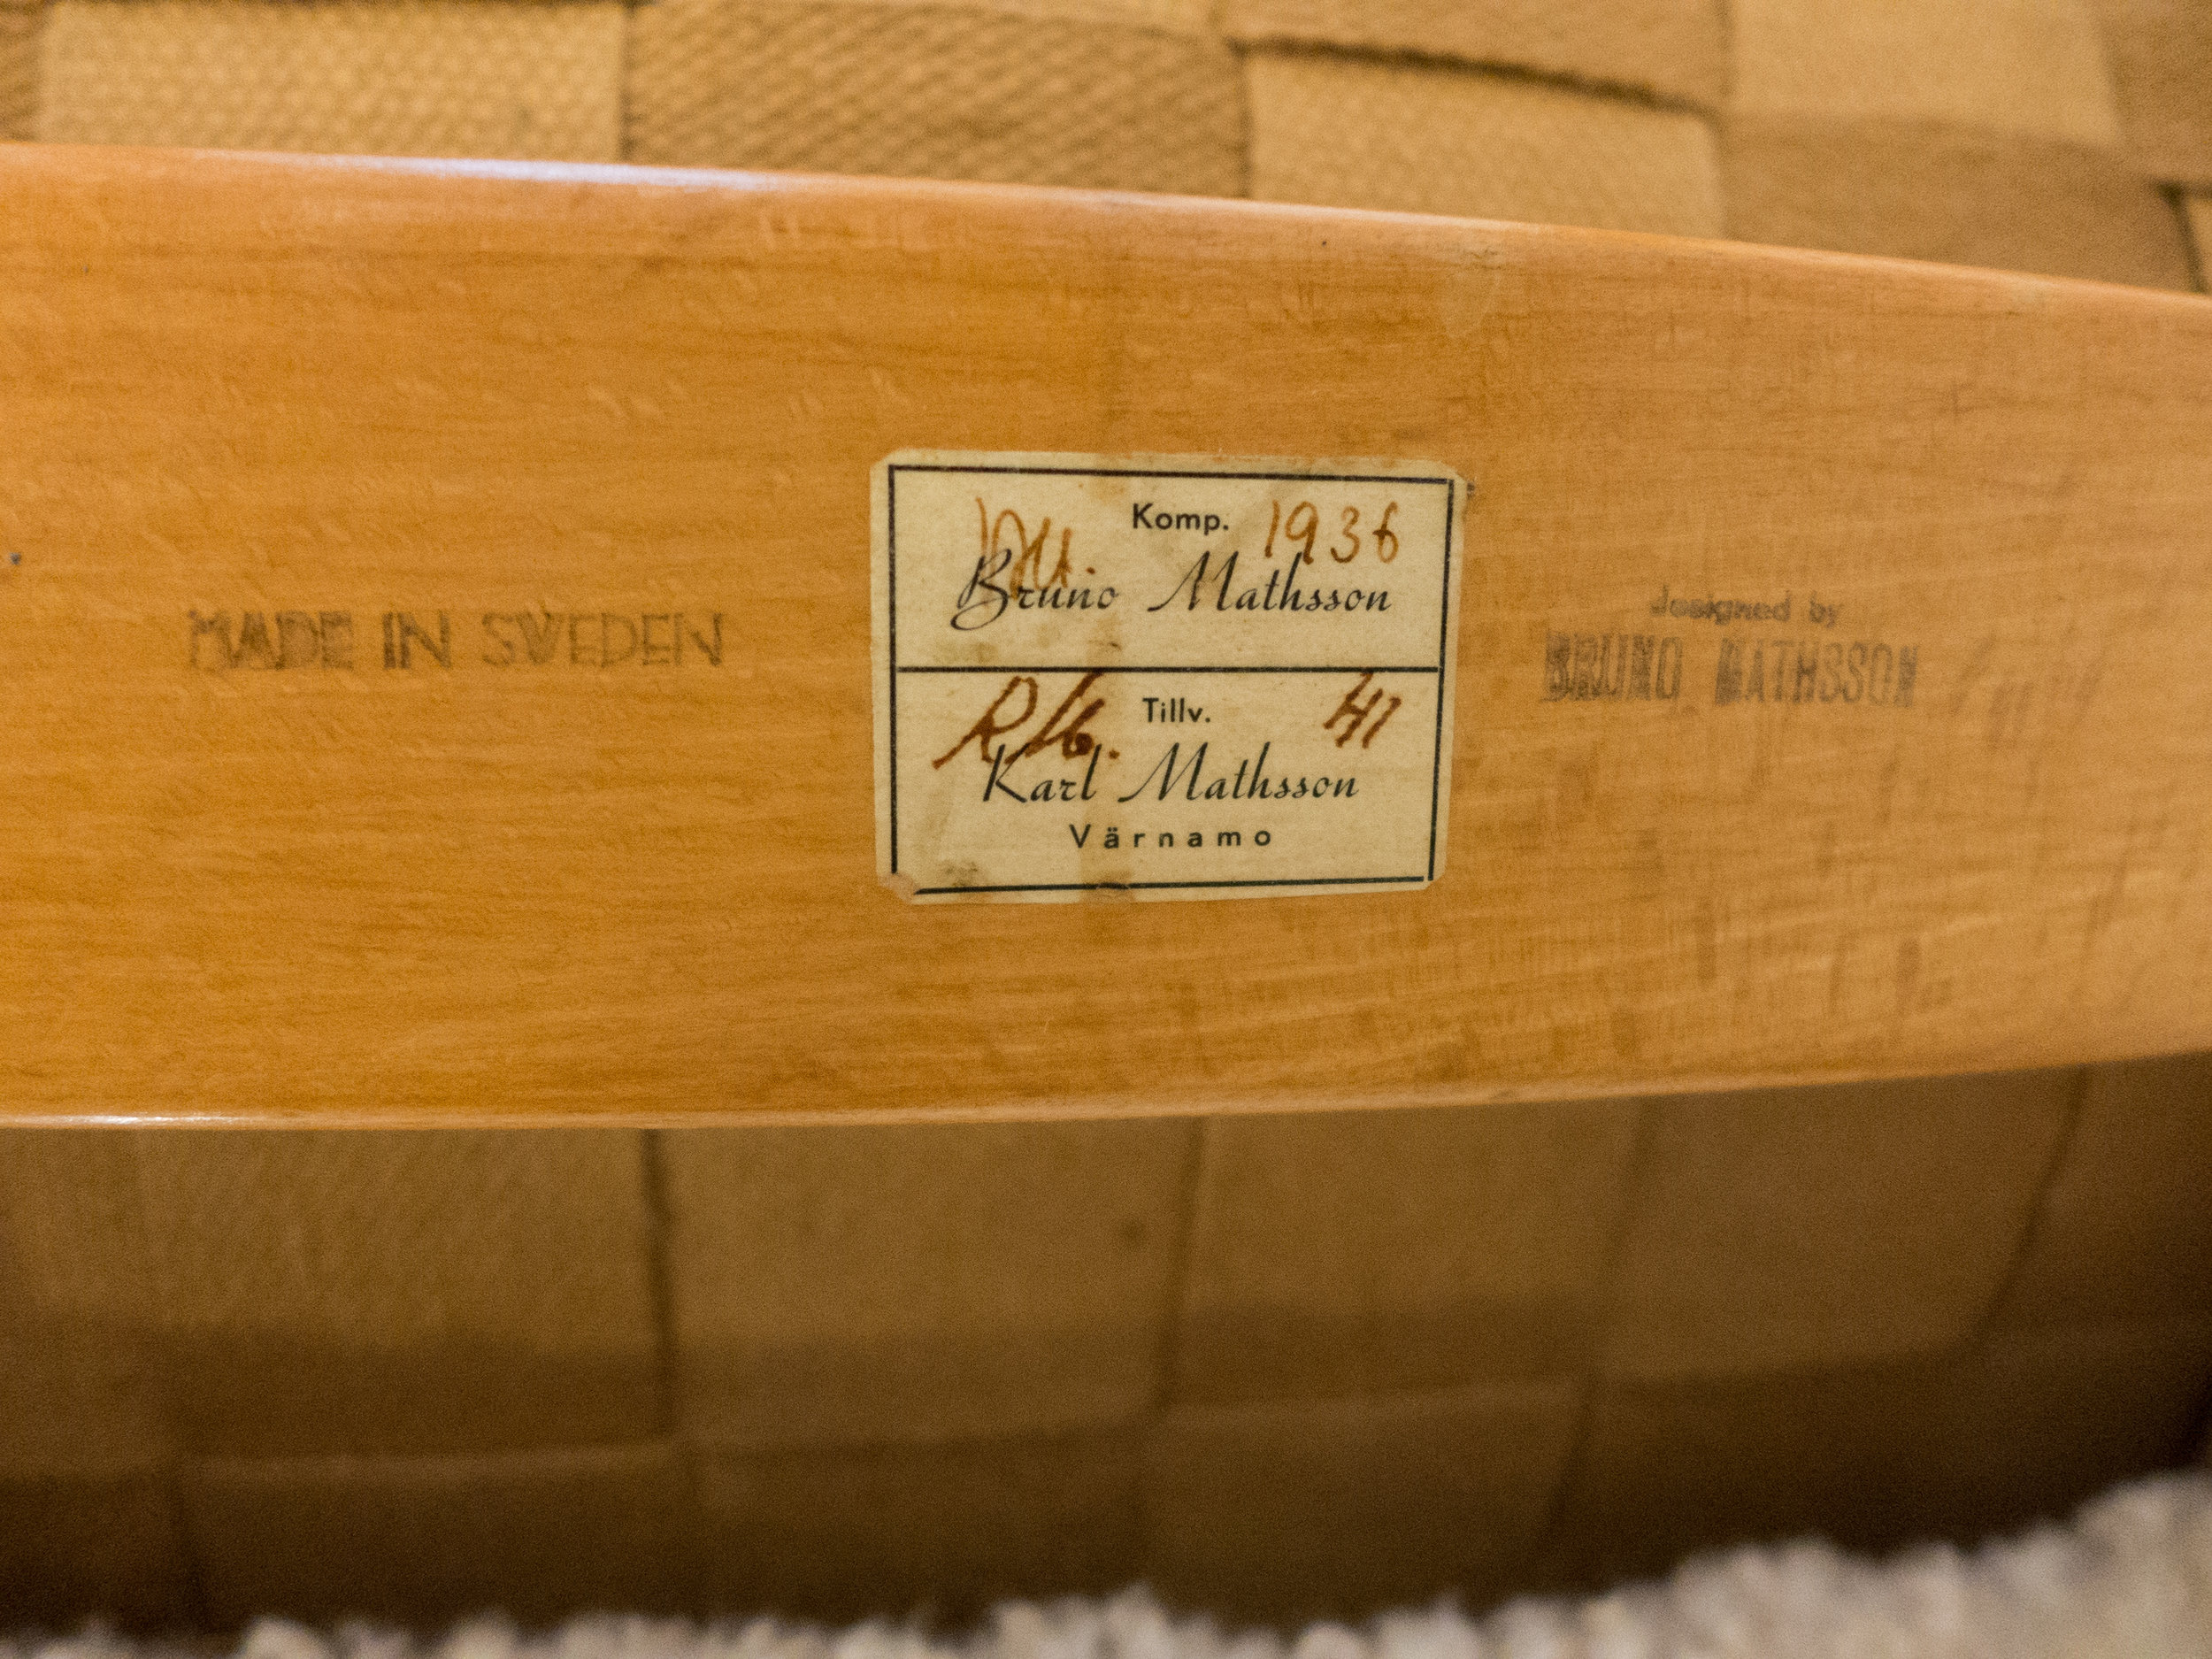 MADE IN SWEDEN
Komp. 1936
Bruno Mathsson
Tillv. 41
Karl Mathsson
Värnamo
designed by
BRUNO MATHSSON